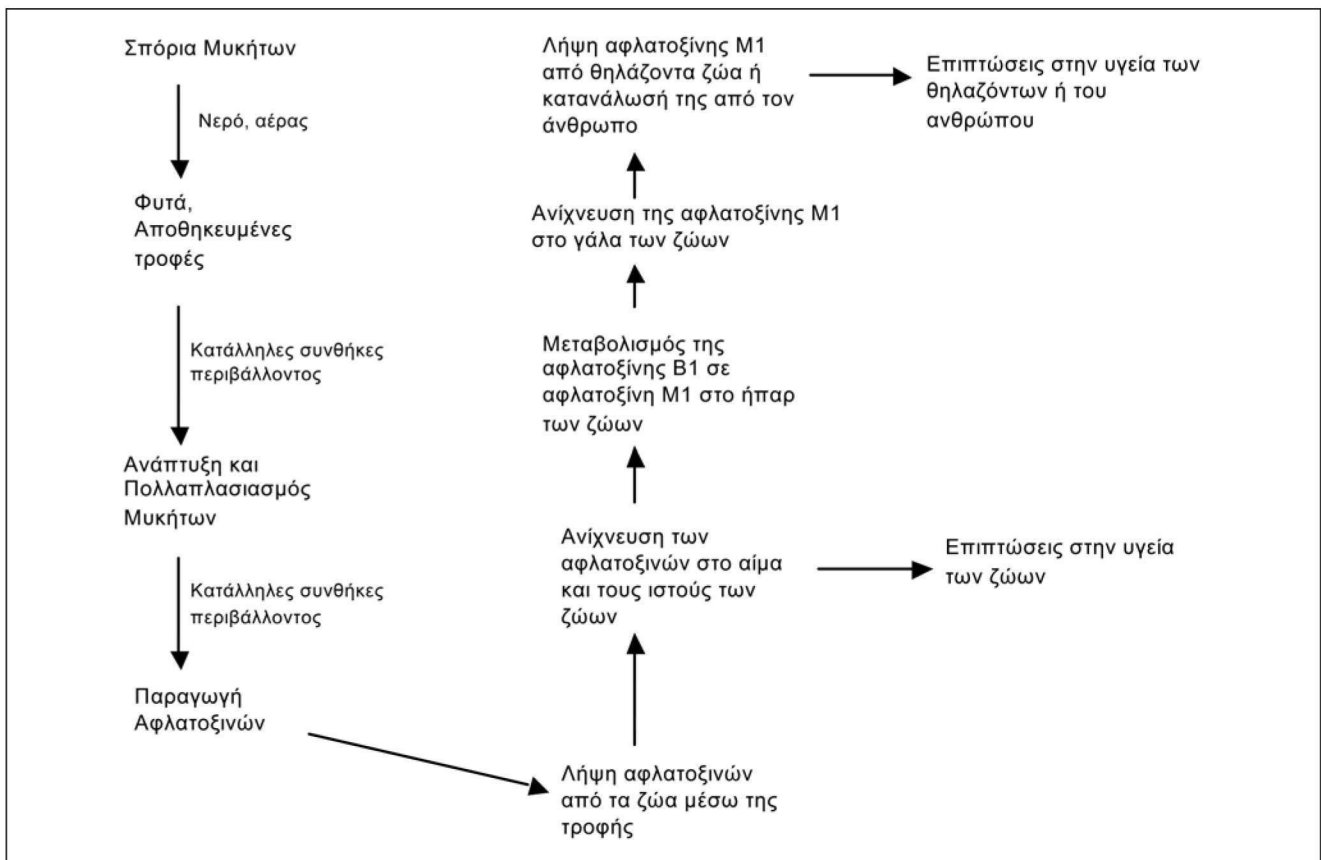 Σπόρια Μυκήτων
Νερό, αέρας
Φυτά,
Αποθηκευμένες
τροφές
Κατάλληλες συνθήκες
περιβάλλοντος
Ανάπτυξη και
Πολλαπλασιασμός
Μυκήτων
Κατάλληλες συνθήκες
περιβάλλοντος
Παραγωγή
Αφλατοξινών
Λήψη αφλατοξινών
από τα ζώα μέσω της
τροφής
Ανίχνευση των
αφλατοξινών στο αίμα
και τους ιστούς των
ζώων
Επιπτώσεις στην υγεία
των ζώων
Μεταβολισμός της
αφλατοξίνης Β1 σε
αφλατοξίνη Μ1 στο ήπαρ
των ζώων
Ανίχνευση της αφλατοξίνης Μ1
στο γάλα των ζώων
Λήψη αφλατοξίνης Μ1
από θηλάζοντα ζώα ή
κατανάλωσή της από τον
άνθρωπο
Επιπτώσεις στην υγεία των
θηλαζόντων ή του
ανθρώπου